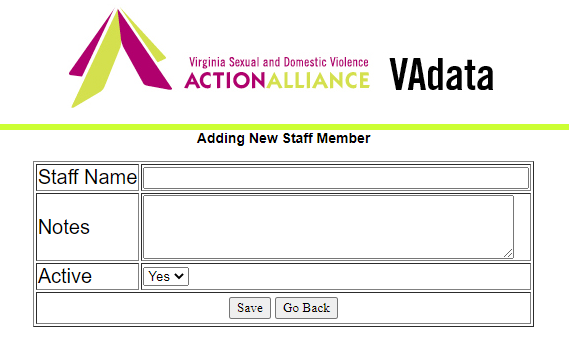 Virginia Sexual and Domestic Violence
ACTIONALLIANCE
VAdata
Adding New Staff Member
Staff Name
Notes
Active Yes
Save Go Back